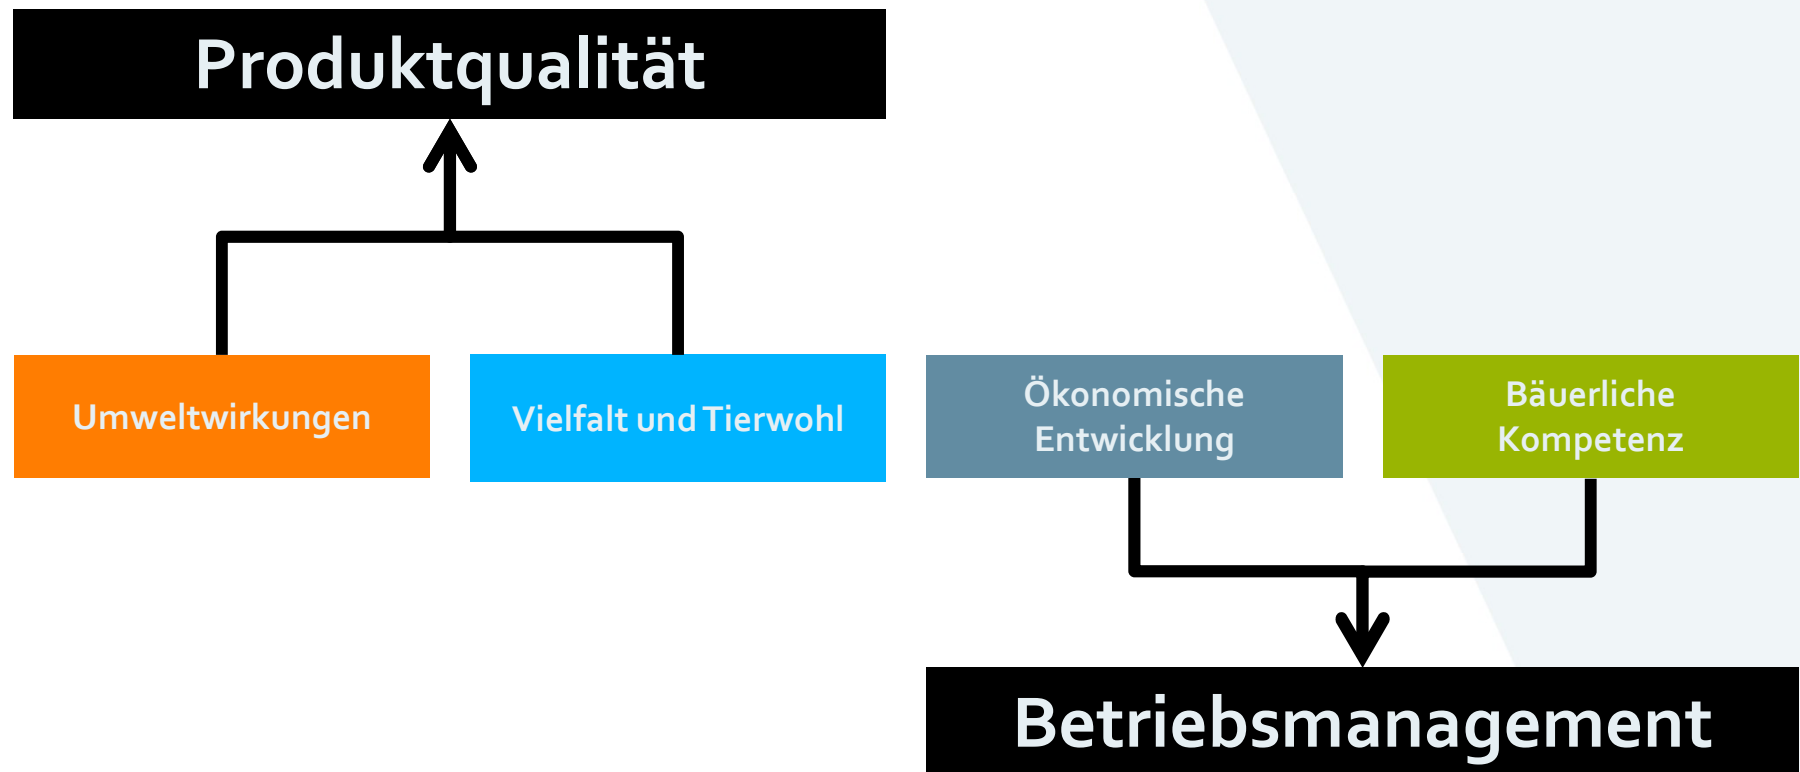 Produktqualität
Umweltwirkungen
Vielfalt und Tierwohl
Ökonomische
Entwicklung
Bäuerliche
Kompetenz
Betriebsmanagement